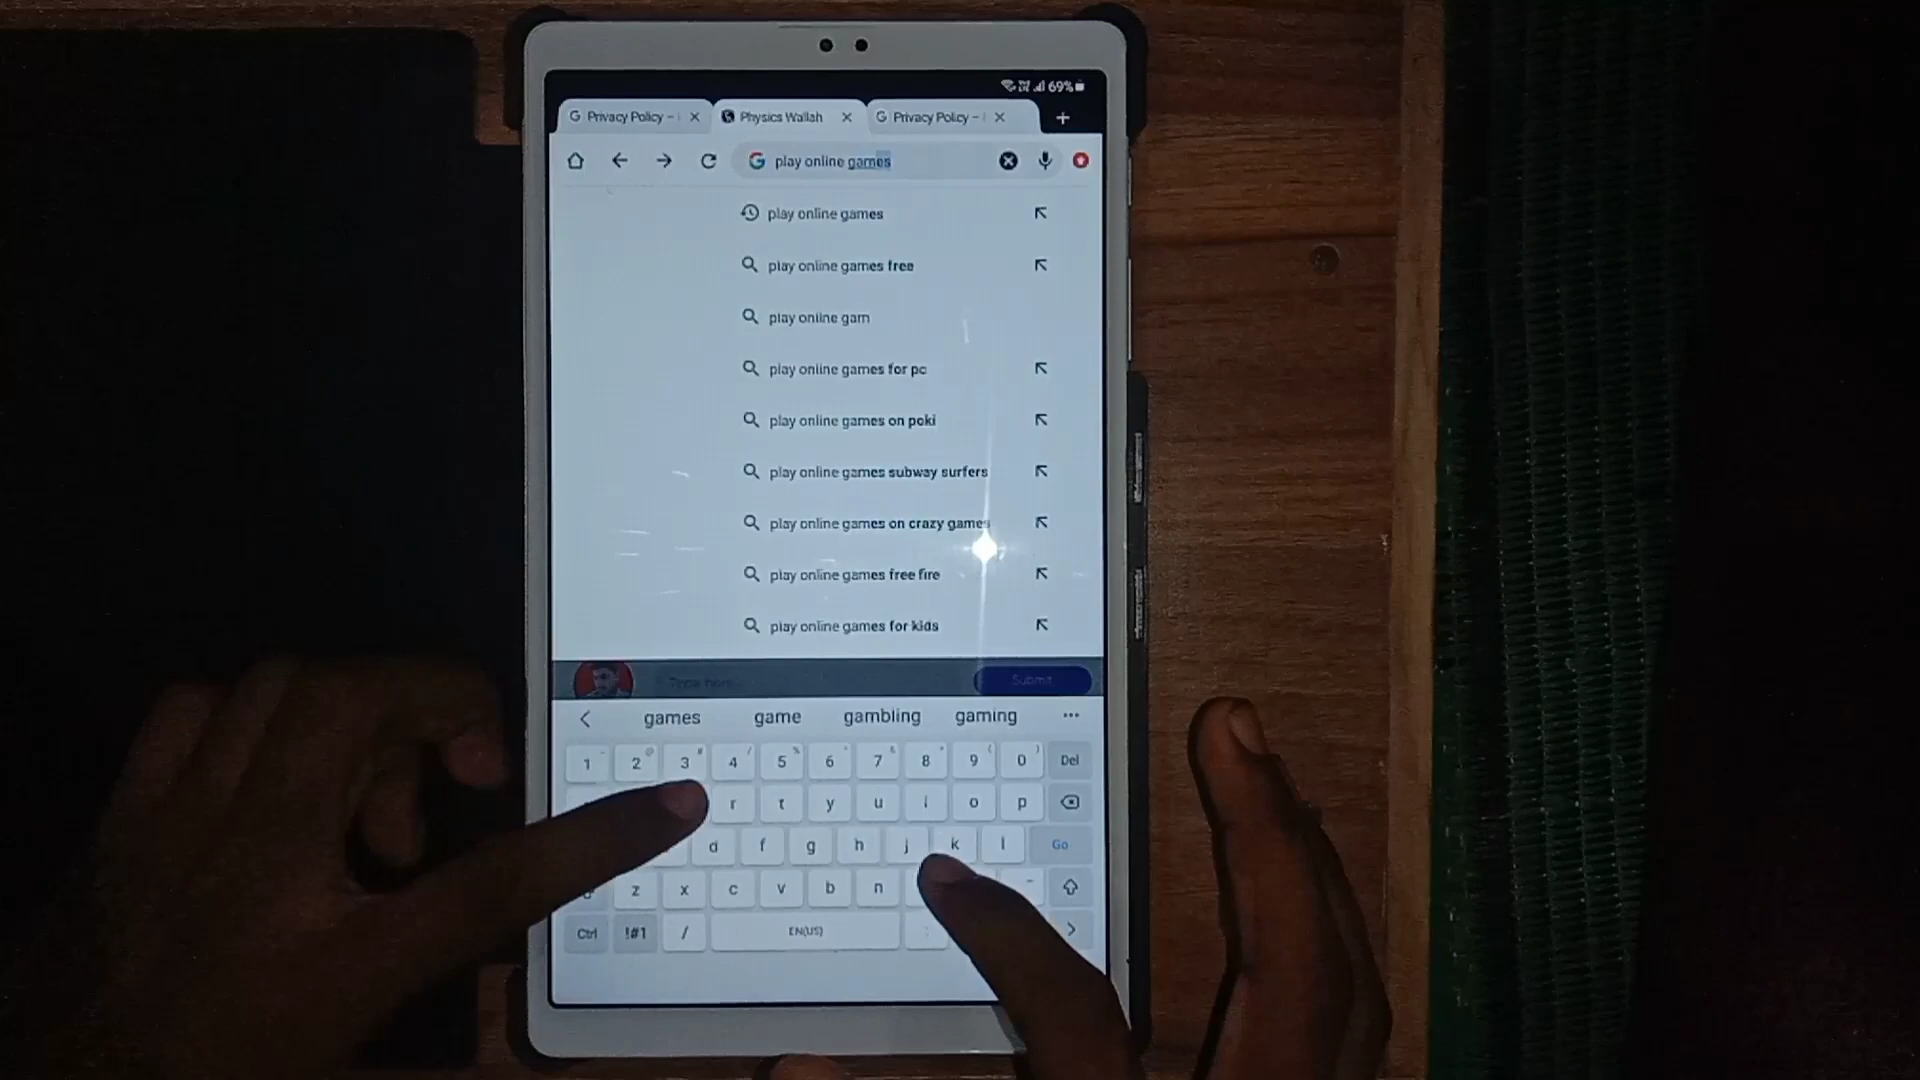 69%
Privacy Policy –
Physics Wallah
Privacy Policy –
play online games
play online games
play online games free
play online gam
play online games for pc
play online games on poki
play online games subway surfers
play online games on crazy games
play online games free fire
play online games for kids
Type here...
Submit
games game gambling gaming
1 2 3 4 5 6 7 8 9 0 Del
r t y u i o p
d f g h j k l Go
z x c v b n
Ctrl !#1 / EN(US)